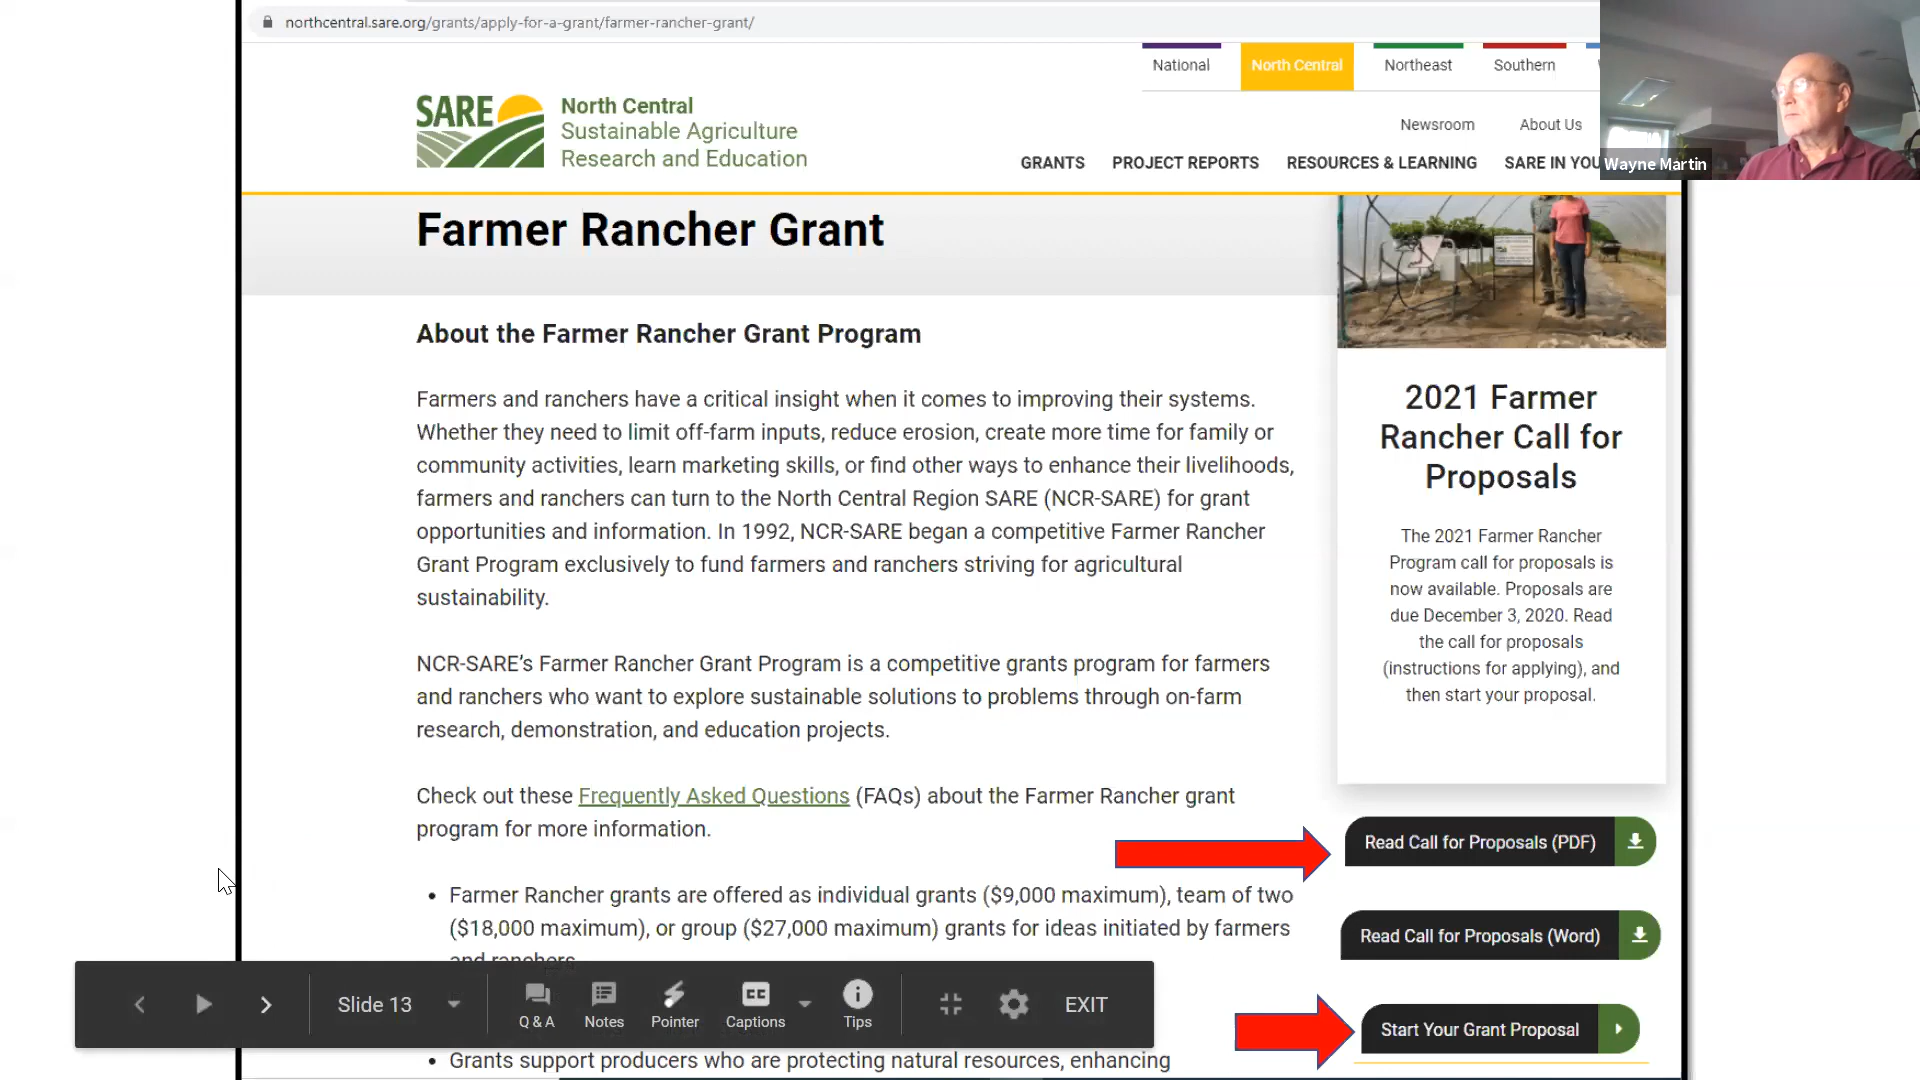 northcentral.sare.org/grants/apply-for-a-grant/farmer-rancher-grant/
National
North Central
Northeast
Southern
SARE
North Central
Sustainable Agriculture
Research and Education
Newsroom
About Us
GRANTS
PROJECT REPORTS
RESOURCES & LEARNING
SARE IN YOU
Wayne Martin
Farmer Rancher Grant
About the Farmer Rancher Grant Program
Farmers and ranchers have a critical insight when it comes to improving their systems.
Whether they need to limit off-farm inputs, reduce erosion, create more time for family or
community activities, learn marketing skills, or find other ways to enhance their livelihoods,
farmers and ranchers can turn to the North Central Region SARE (NCR-SARE) for grant
opportunities and information. In 1992, NCR-SARE began a competitive Farmer Rancher
Grant Program exclusively to fund farmers and ranchers striving for agricultural
sustainability.
NCR-SARE’s Farmer Rancher Grant Program is a competitive grants program for farmers
and ranchers who want to explore sustainable solutions to problems through on-farm
research, demonstration, and education projects.
Check out these Frequently Asked Questions (FAQs) about the Farmer Rancher grant
program for more information.
• Farmer Rancher grants are offered as individual grants ($9,000 maximum), team of two
($18,000 maximum), or group ($27,000 maximum) grants for ideas initiated by farmers
and ranchers.
• Grants support producers who are protecting natural resources, enhancing
2021 Farmer
Rancher Call for
Proposals
The 2021 Farmer Rancher
Program call for proposals is
now available. Proposals are
due December 3, 2020. Read
the call for proposals
(instructions for applying), and
then start your proposal.
Read Call for Proposals (PDF)
Read Call for Proposals (Word)
Start Your Grant Proposal
Slide 13
Q & A
Notes
Pointer
CC
Captions
Tips
EXIT